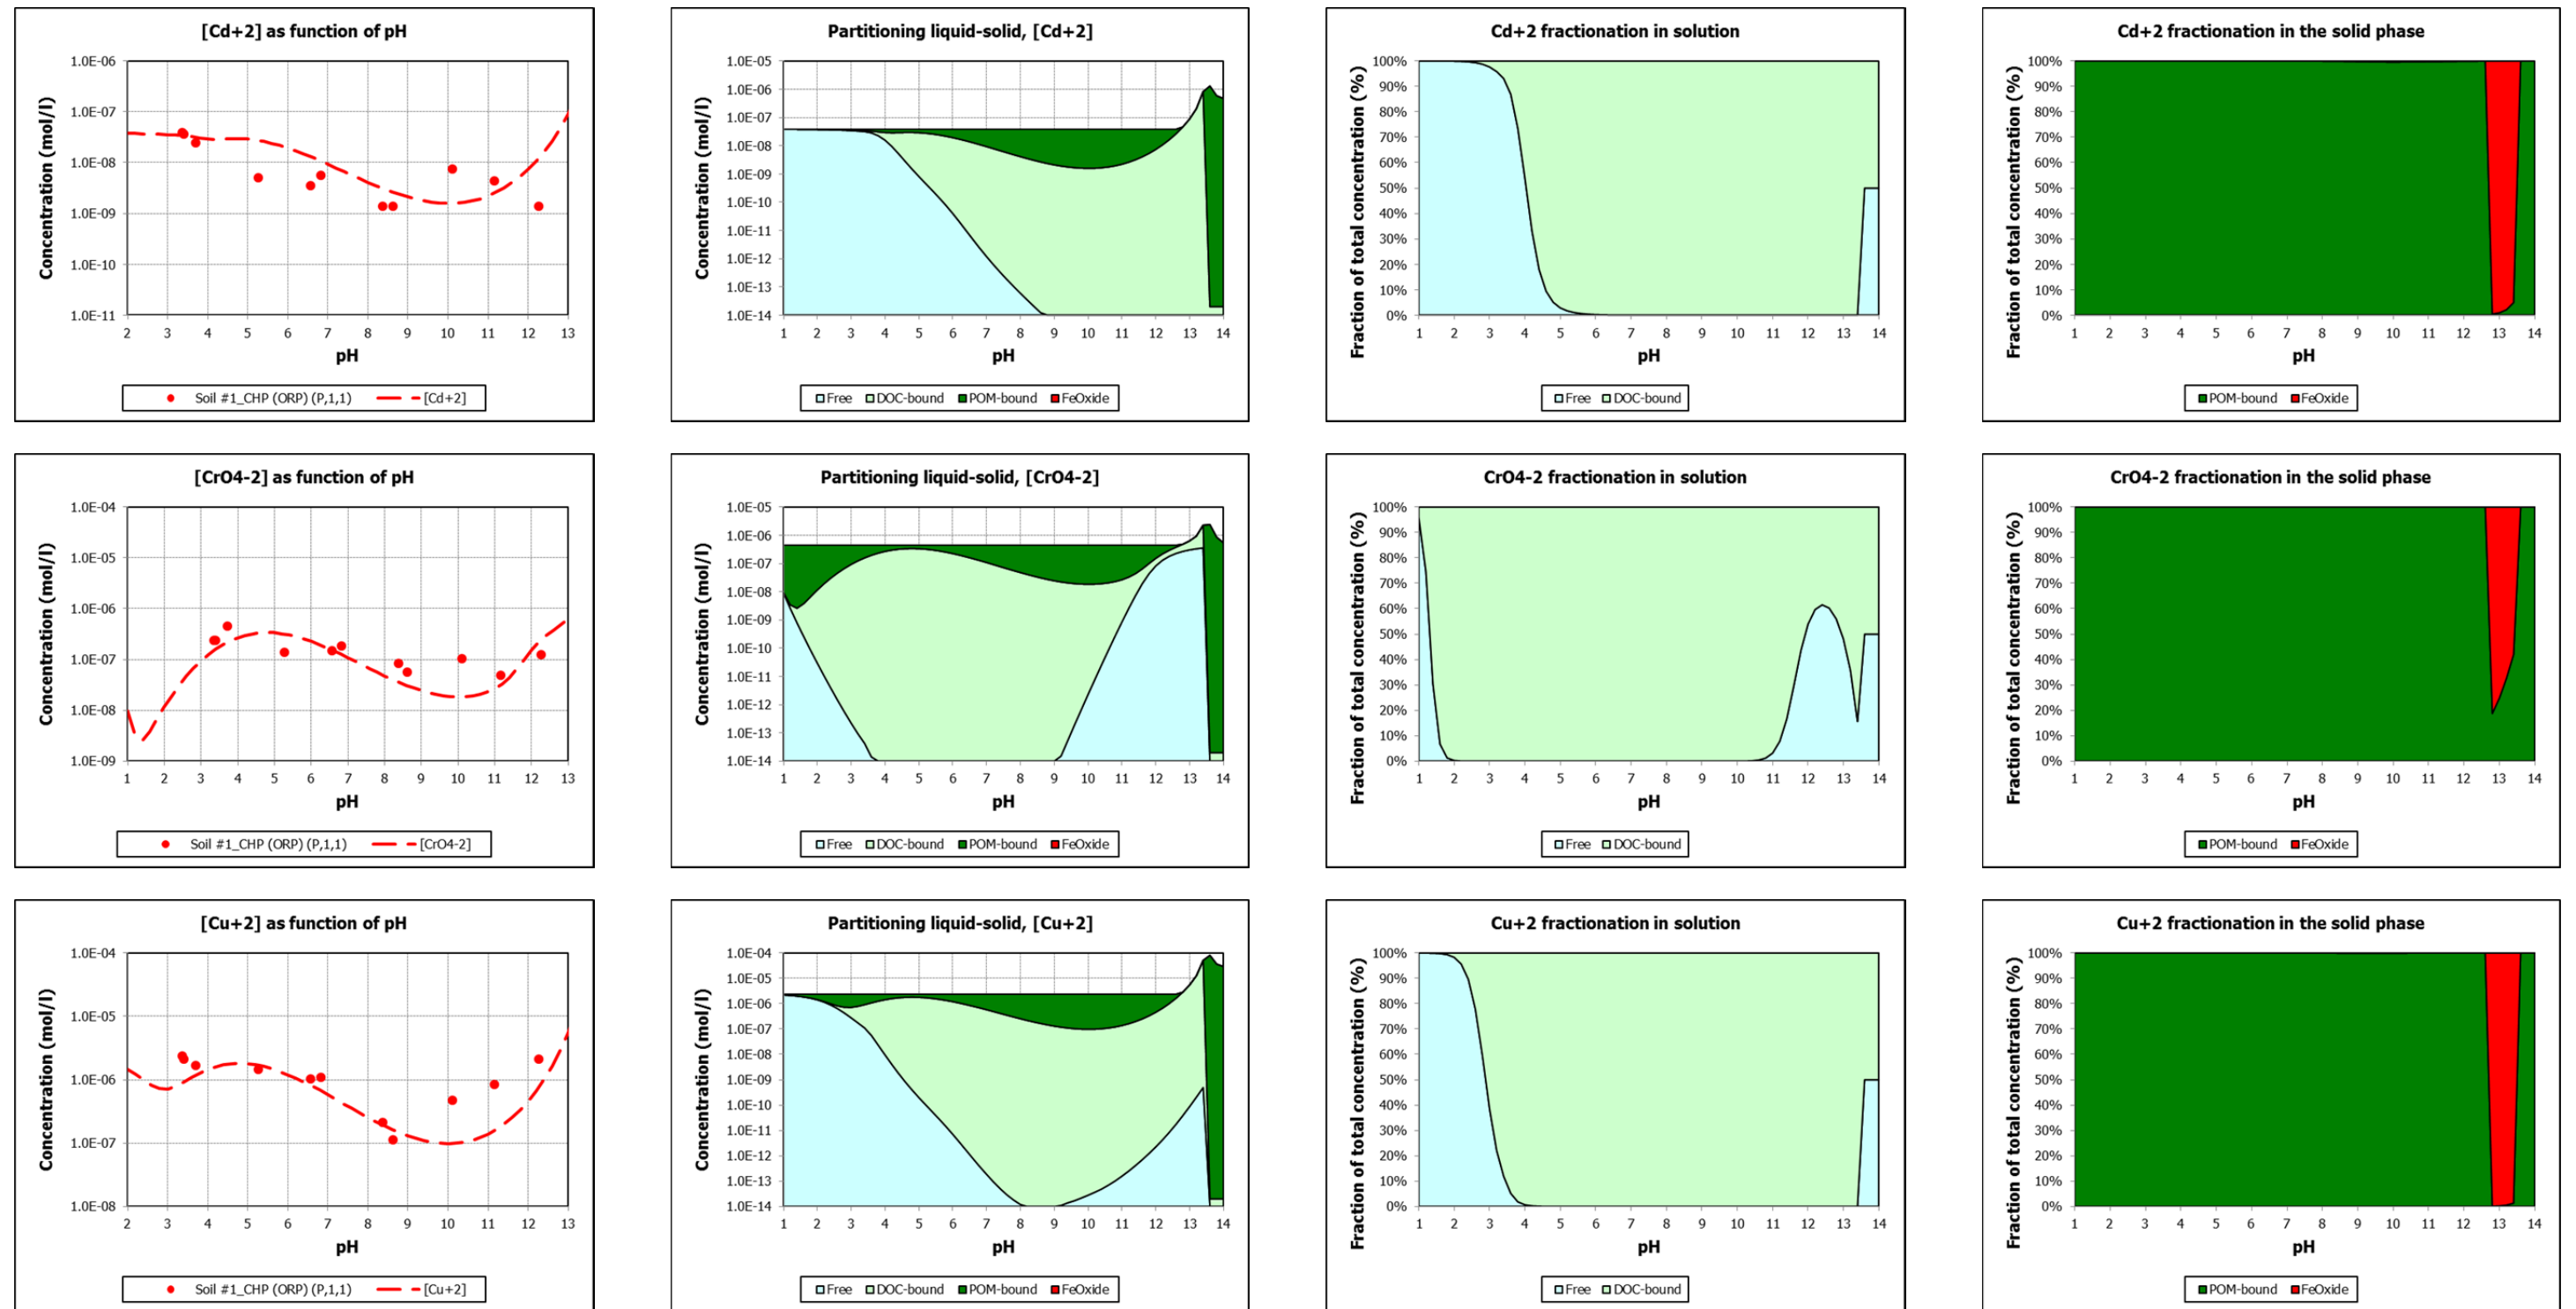 [Cd+2] as function of pH
Concentration (mol/l)
1.0E-06
1.0E-07
1.0E-08
1.0E-09
1.0E-10
1.0E-11
2 3 4 5 6 7 8 9 10 11 12 13
pH
Soil #1_CHP (ORP) (P,1,1) [Cd+2]
Partitioning liquid-solid, [Cd+2]
Concentration (mol/l)
1.0E-05
1.0E-06
1.0E-07
1.0E-08
1.0E-09
1.0E-10
1.0E-11
1.0E-12
1.0E-13
1.0E-14
1 2 3 4 5 6 7 8 9 10 11 12 13 14
pH
Free DOC-bound POM-bound FeOxide
Cd+2 fractionation in solution
Fraction of total concentration (%)
100%
90%
80%
70%
60%
50%
40%
30%
20%
10%
0%
1 2 3 4 5 6 7 8 9 10 11 12 13 14
pH
Free DOC-bound
Cd+2 fractionation in the solid phase
Fraction of total concentration (%)
100%
90%
80%
70%
60%
50%
40%
30%
20%
10%
0%
1 2 3 4 5 6 7 8 9 10 11 12 13 14
pH
POM-bound FeOxide
[CrO4-2] as function of pH
Concentration (mol/l)
1.0E-04
1.0E-05
1.0E-06
1.0E-07
1.0E-08
1.0E-09
1 2 3 4 5 6 7 8 9 10 11 12 13
pH
Soil #1_CHP (ORP) (P,1,1) [CrO4-2]
Partitioning liquid-solid, [CrO4-2]
Concentration (mol/l)
1.0E-05
1.0E-06
1.0E-07
1.0E-08
1.0E-09
1.0E-10
1.0E-11
1.0E-12
1.0E-13
1.0E-14
1 2 3 4 5 6 7 8 9 10 11 12 13 14
pH
Free DOC-bound POM-bound FeOxide
CrO4-2 fractionation in solution
Fraction of total concentration (%)
100%
90%
80%
70%
60%
50%
40%
30%
20%
10%
0%
1 2 3 4 5 6 7 8 9 10 11 12 13 14
pH
Free DOC-bound
CrO4-2 fractionation in the solid phase
Fraction of total concentration (%)
100%
90%
80%
70%
60%
50%
40%
30%
20%
10%
0%
1 2 3 4 5 6 7 8 9 10 11 12 13 14
pH
POM-bound FeOxide
[Cu+2] as function of pH
Concentration (mol/l)
1.0E-04
1.0E-05
1.0E-06
1.0E-07
1.0E-08
2 3 4 5 6 7 8 9 10 11 12 13
pH
Soil #1_CHP (ORP) (P,1,1) [Cu+2]
Partitioning liquid-solid, [Cu+2]
Concentration (mol/l)
1.0E-04
1.0E-05
1.0E-06
1.0E-07
1.0E-08
1.0E-09
1.0E-10
1.0E-11
1.0E-12
1.0E-13
1.0E-14
1 2 3 4 5 6 7 8 9 10 11 12 13 14
pH
Free DOC-bound POM-bound FeOxide
Cu+2 fractionation in solution
Fraction of total concentration (%)
100%
90%
80%
70%
60%
50%
40%
30%
20%
10%
0%
1 2 3 4 5 6 7 8 9 10 11 12 13 14
pH
Free DOC-bound
Cu+2 fractionation in the solid phase
Fraction of total concentration (%)
100%
90%
80%
70%
60%
50%
40%
30%
20%
10%
0%
1 2 3 4 5 6 7 8 9 10 11 12 13 14
pH
POM-bound FeOxide